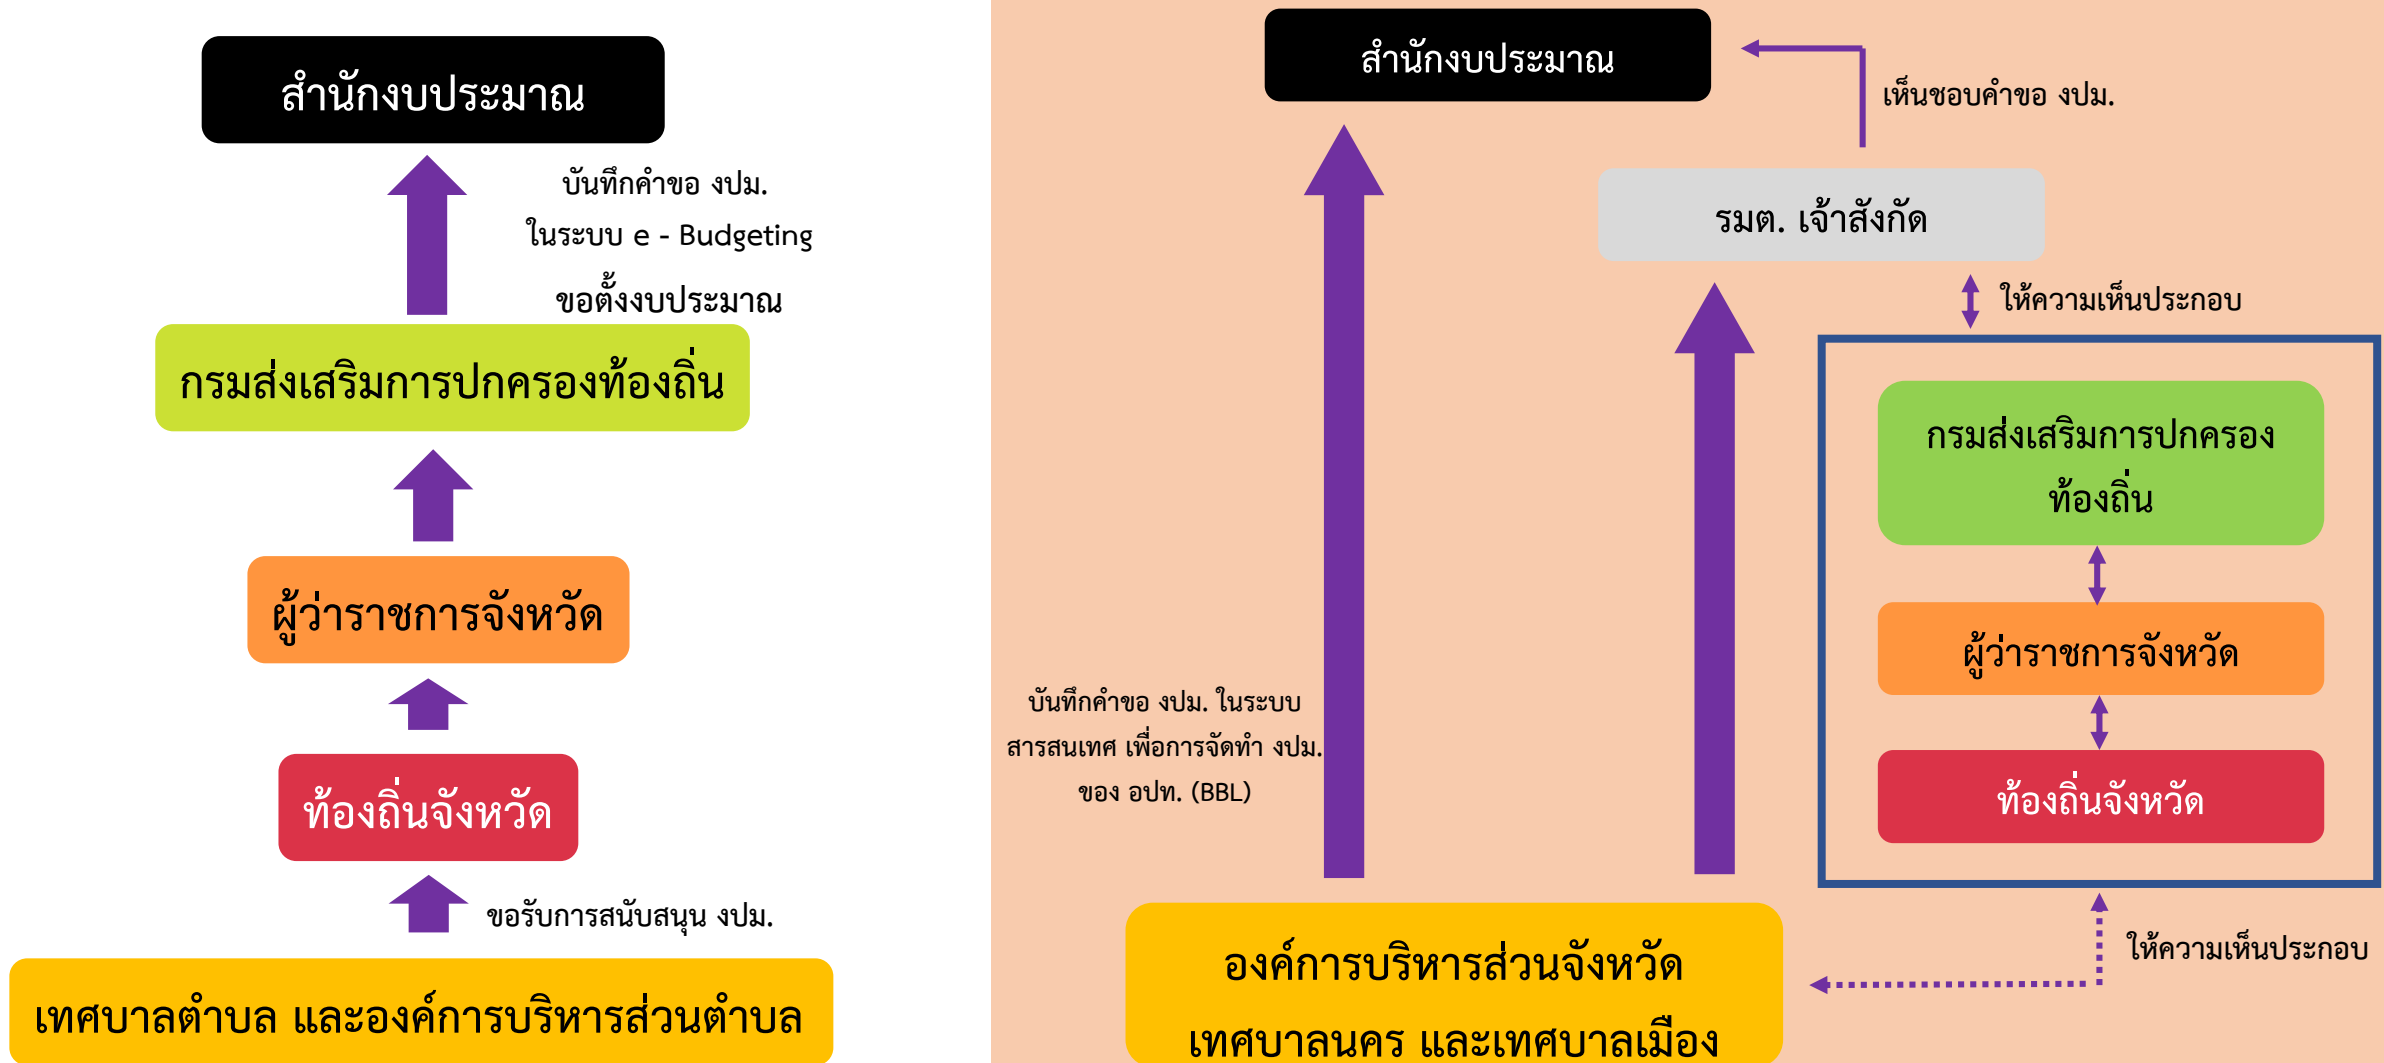 สำนักงบประมาณ
บันทึกคำขอ งปม.
ในระบบ e - Budgeting
ขอตั้งงบประมาณ
กรมส่งเสริมการปกครองท้องถิ่น
ผู้ว่าราชการจังหวัด
ท้องถิ่นจังหวัด
ขอรับการสนับสนุน งปม.
เทศบาลตำบล และองค์การบริหารส่วนตำบล
สำนักงบประมาณ
เห็นชอบคำขอ งปม.
รมต. เจ้าสังกัด
ให้ความเห็นประกอบ
กรมส่งเสริมการปกครอง
ท้องถิ่น
ผู้ว่าราชการจังหวัด
ท้องถิ่นจังหวัด
บันทึกคำขอ งปม. ในระบบ
สารสนเทศ เพื่อการจัดทำ งปม.
ของ อปท. (BBL)
ให้ความเห็นประกอบ
องค์การบริหารส่วนจังหวัด
เทศบาลนคร และเทศบาลเมือง